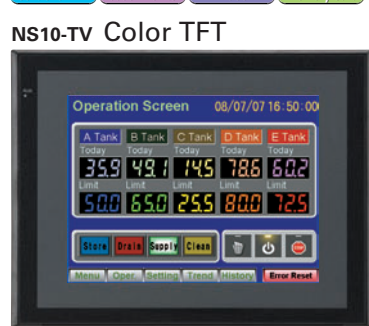 NS10-TV Color TFT
Operation Screen 08/07/07 16:50:00
A Tank B Tank C Tank D Tank E Tank
Today Today Today Today Today
35.9 49.1 14.5 78.6 60.2
Limit Limit Limit Limit Limit
50.0 65.0 25.5 80.0 72.5
Store Drain Supply Clean
Menu Oper. Setting Trend History Error Reset